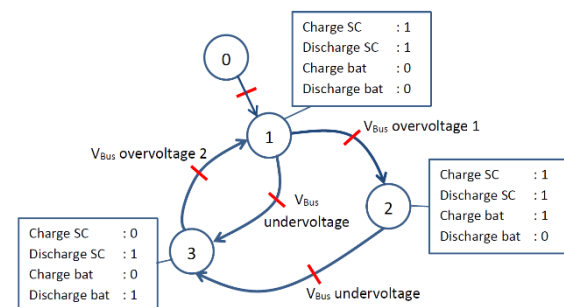 Charge SC : 1
Discharge SC : 1
Charge bat : 0
Discharge bat : 0
0
1
VBus overvoltage 1
VBus overvoltage 2
VBus
undervoltage
2
Charge SC : 1
Discharge SC : 1
Charge bat : 1
Discharge bat : 0
Charge SC : 0
Discharge SC : 1
Charge bat : 0
Discharge bat : 1
3
VBus undervoltage